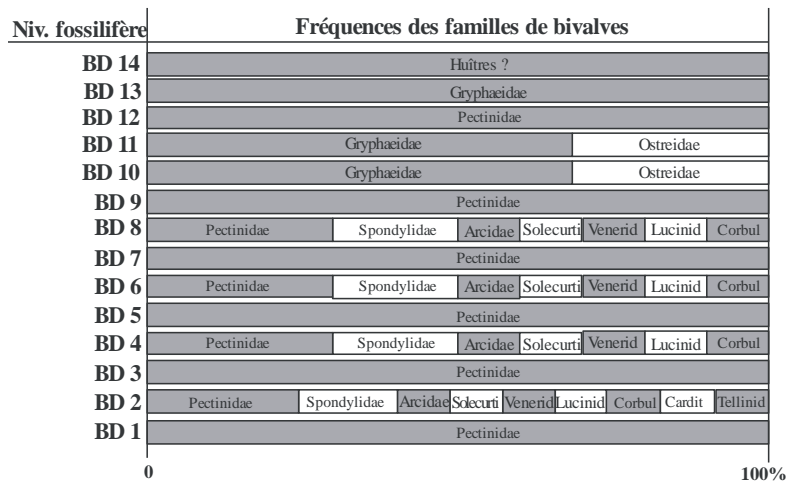 Niv. fossilifère Fréquences des familles de bivalves
BD 14 Huîtres ?
BD 13 Gryphaeidae
BD 12 Pectinidae
BD 11 Gryphaeidae Ostreidae
BD 10 Gryphaeidae Ostreidae
BD 9 Pectinidae
BD 8 Pectinidae Spondylidae Arcidae Solecurti Venerid Lucinid Corbul
BD 7 Pectinidae
BD 6 Pectinidae Spondylidae Arcidae Solecurti Venerid Lucinid Corbul
BD 5 Pectinidae
BD 4 Pectinidae Spondylidae Arcidae Solecurti Venerid Lucinid Corbul
BD 3 Pectinidae
BD 2 Pectinidae Spondylidae Arcidae Solecurti Venerid Lucinid Corbul Cardit Tellinid
BD 1 Pectinidae
0 100%